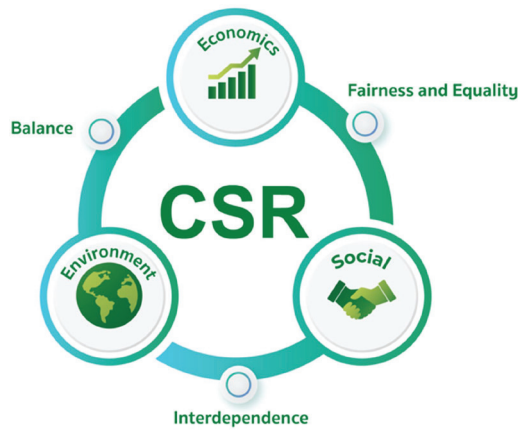 Economics
Fairness and Equality
Balance
CSR
Environment
Social
Interdependence